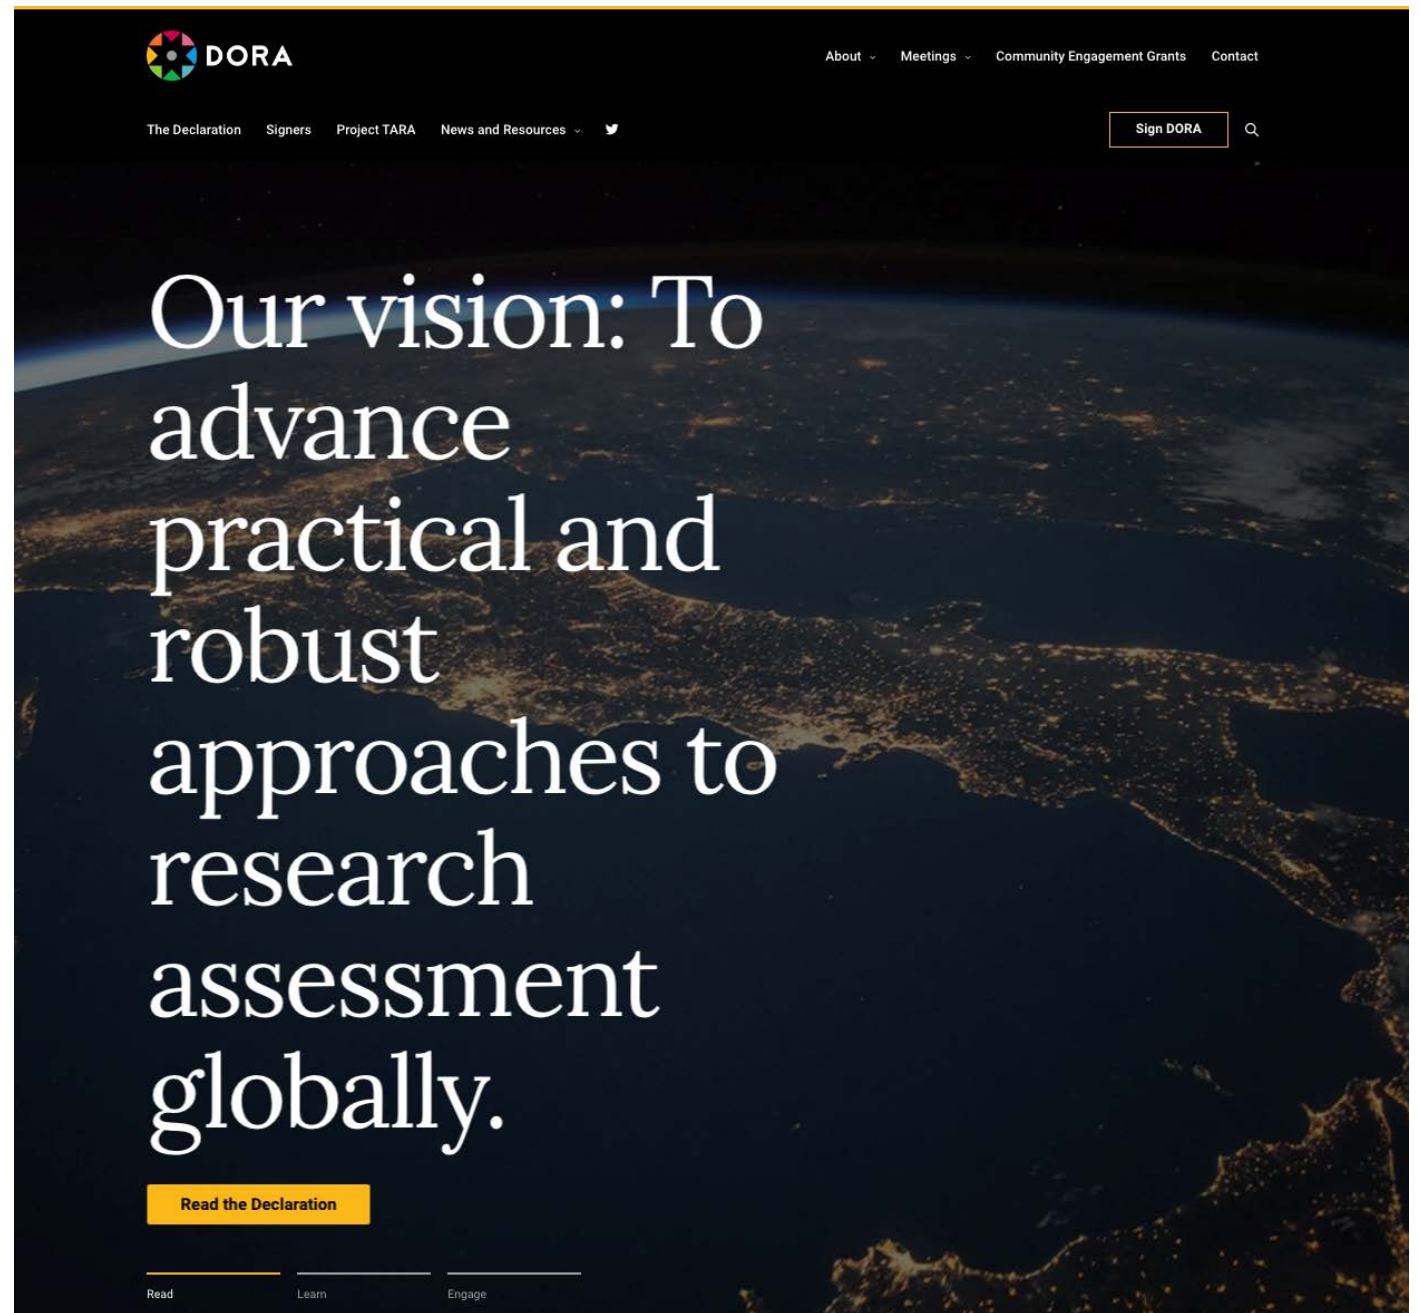 DORA
About
Meetings
Community Engagement Grants
Contact
The Declaration
Signers
Project TARA
News and Resources
Sign DORA
Our vision: To
advance
practical and
robust
approaches to
research
assessment
globally.
Read the Declaration
Read
Learn
Engage